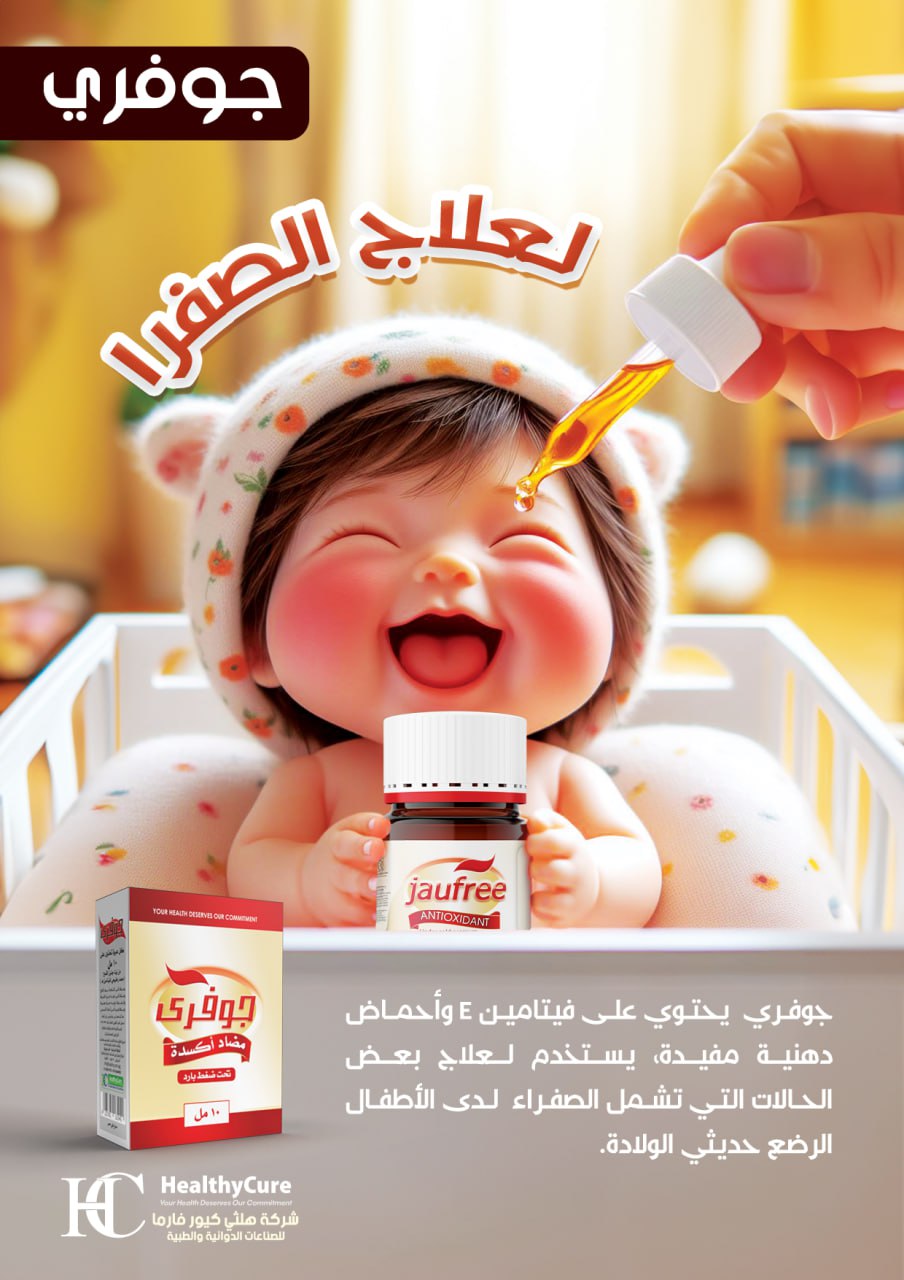 جوفري
لعلاج الصفرا
jaufree
ANTIOXIDANT
YOUR HEALTH DESERVES OUR COMMITMENT
جوفري
مضاد أكسدة
تحت ضغط بارد
١٠ مل
جوفري يحتوي على فيتامين E وأحماض
دهنية مفيدة، يستخدم لعلاج بعض
الحالات التي تشمل الصفراء لدى الأطفال
الرضع حديثي الولادة.
HC
HealthyCure
Your Health Deserves Our Commitment
شركة هلثي كيور فارما
للصناعات الدوائية والطبية